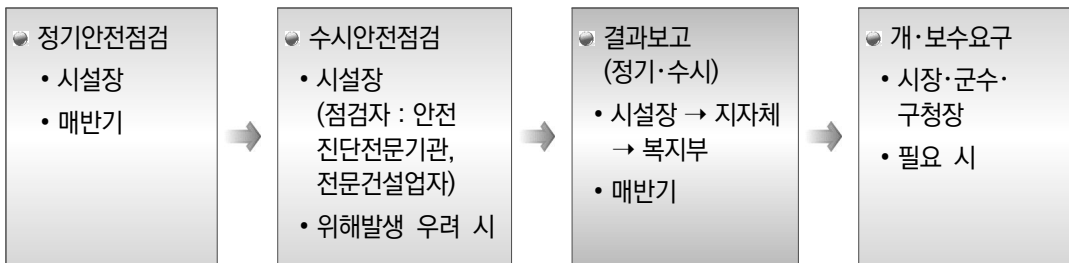 정기안전점검
• 시설장
• 매반기
수시안전점검
• 시설장
(점검자 : 안전
진단전문기관,
전문건설업자)
• 위해발생 우려 시
결과보고
(정기·수시)
• 시설장 → 지자체
→ 복지부
• 매반기
개·보수요구
• 시장·군수·
구청장
• 필요 시